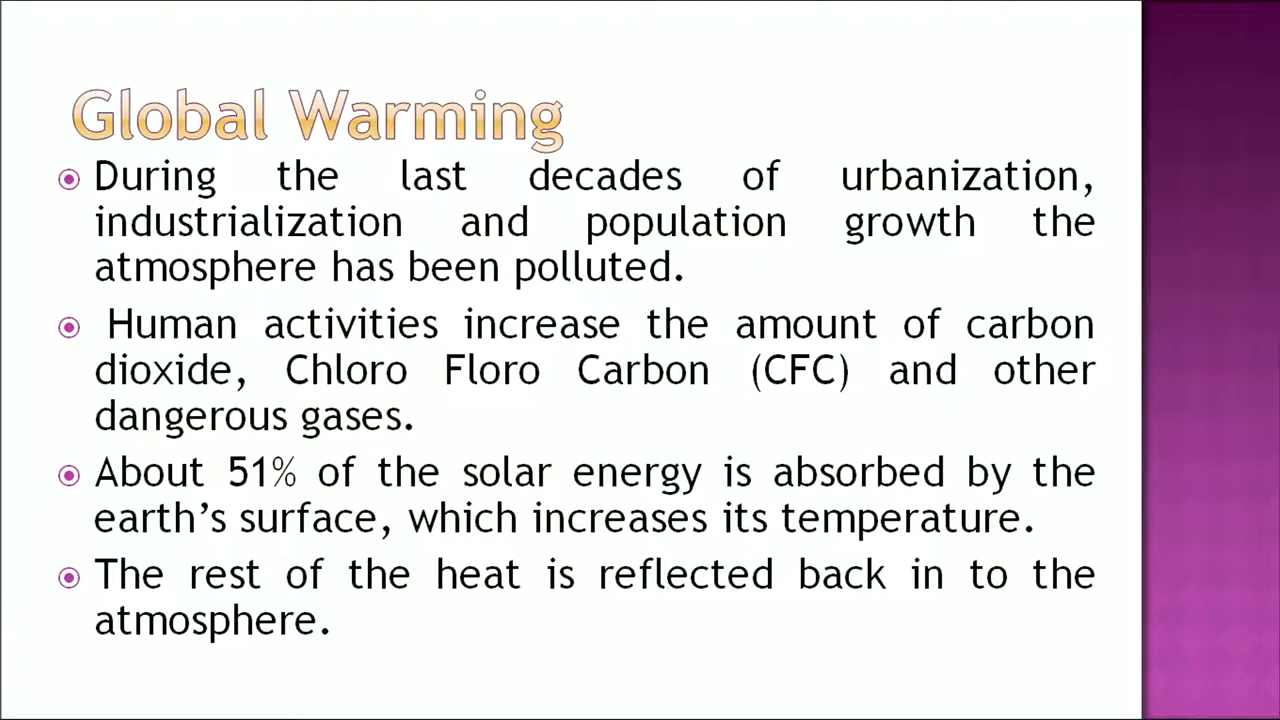 Global Warming
During the last decades of urbanization,
industrialization and population growth the
atmosphere has been polluted.
Human activities increase the amount of carbon
dioxide, Chloro Floro Carbon (CFC) and other
dangerous gases.
About 51% of the solar energy is absorbed by the
earth’s surface, which increases its temperature.
The rest of the heat is reflected back in to the
atmosphere.